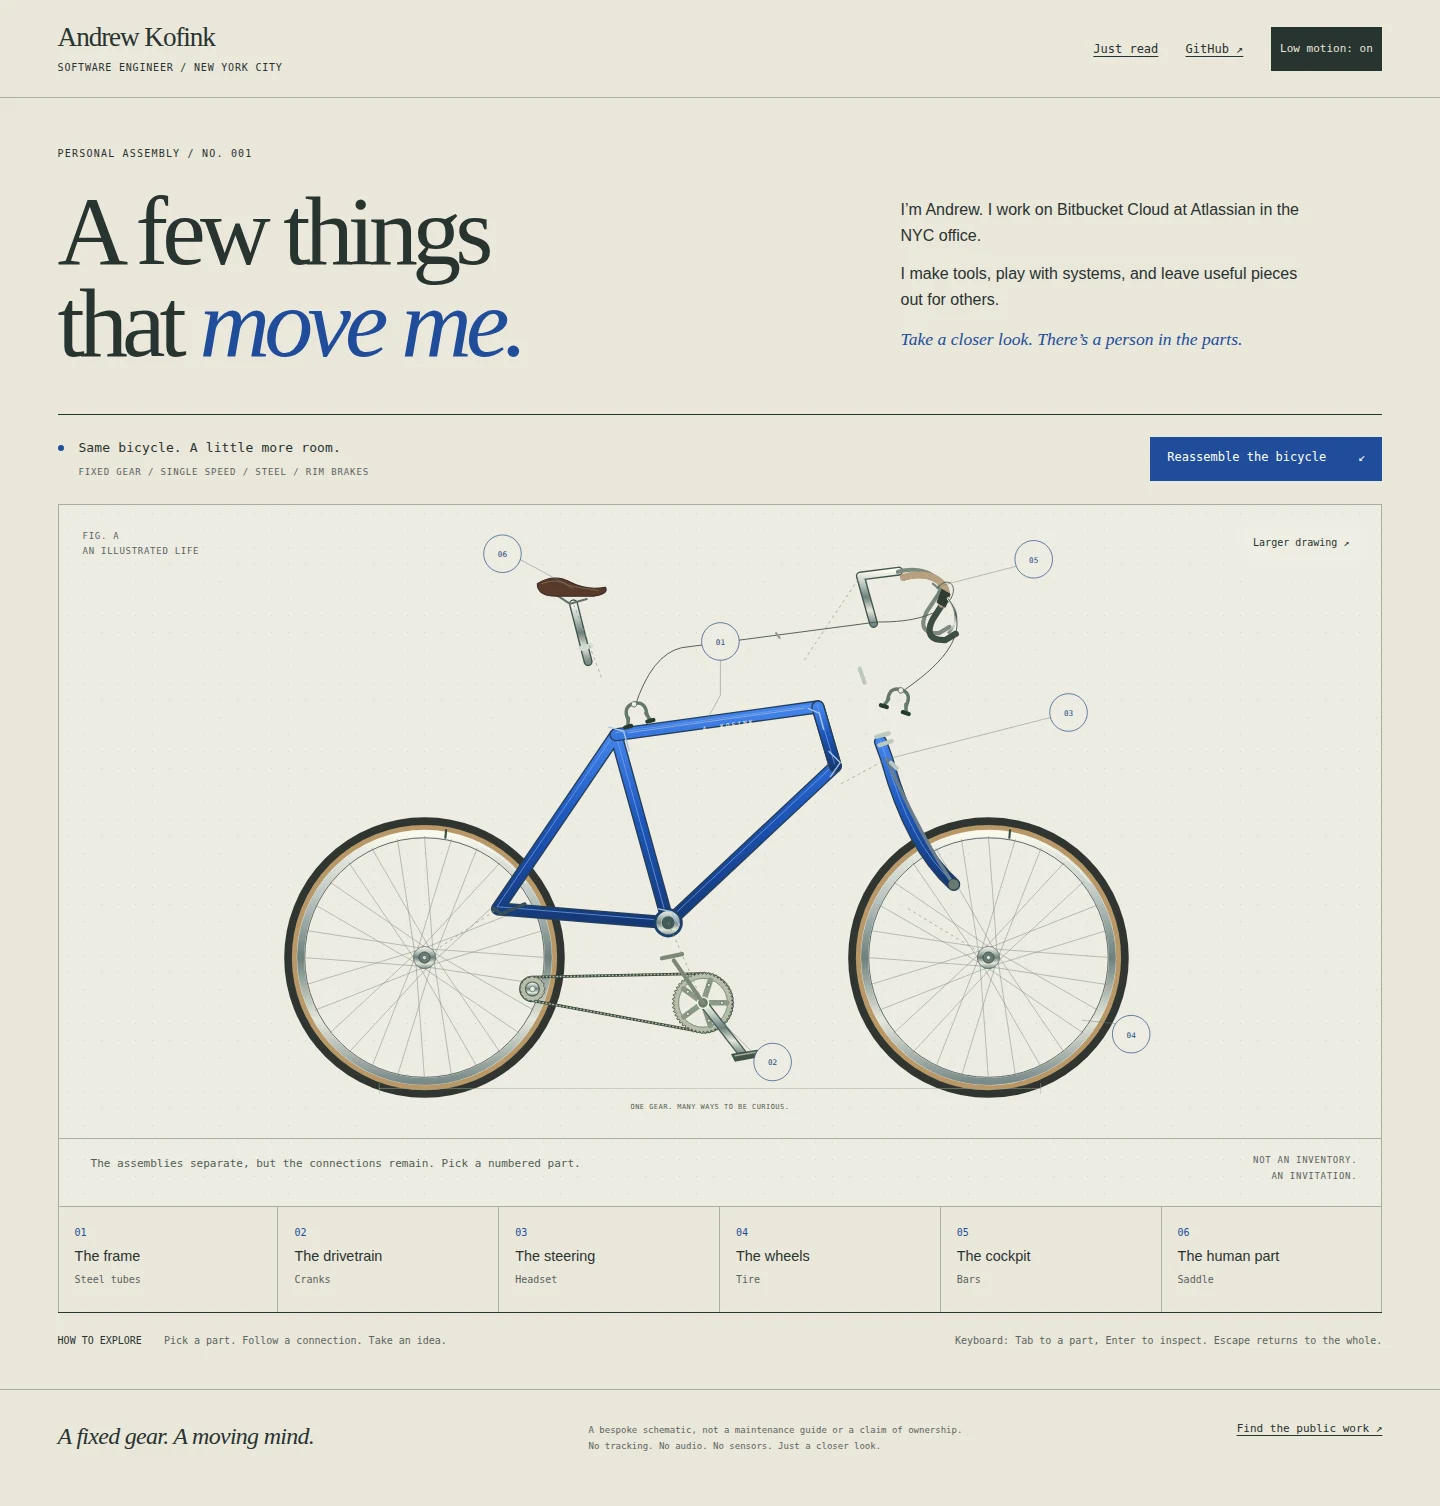 Andrew Kofink
SOFTWARE ENGINEER / NEW YORK CITY
Just read
GitHub ↗
Low motion: on
PERSONAL ASSEMBLY / NO. 001
A few things
that move me.
I’m Andrew. I work on Bitbucket Cloud at Atlassian in the
NYC office.
I make tools, play with systems, and leave useful pieces
out for others.
Take a closer look. There’s a person in the parts.
Same bicycle. A little more room.
FIXED GEAR / SINGLE SPEED / STEEL / RIM BRAKES
Reassemble the bicycle ↙
FIG. A
AN ILLUSTRATED LIFE
Larger drawing ↗
06
05
01
03
A. KOFINK
04
02
ONE GEAR. MANY WAYS TO BE CURIOUS.
The assemblies separate, but the connections remain. Pick a numbered part.
NOT AN INVENTORY.
AN INVITATION.
01
The frame
Steel tubes
02
The drivetrain
Cranks
03
The steering
Headset
04
The wheels
Tire
05
The cockpit
Bars
06
The human part
Saddle
HOW TO EXPLORE
Pick a part. Follow a connection. Take an idea.
Keyboard: Tab to a part, Enter to inspect. Escape returns to the whole.
A fixed gear. A moving mind.
A bespoke schematic, not a maintenance guide or a claim of ownership.
No tracking. No audio. No sensors. Just a closer look.
Find the public work ↗